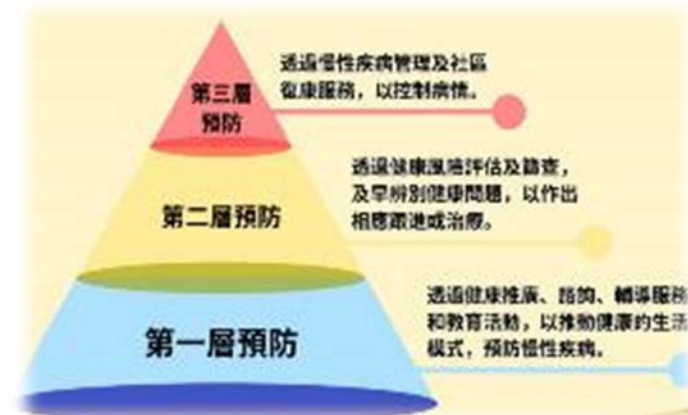 第三層
預防
透過慢性疾病管理及社區
復康服務，以控制病情。
第二層預防
透過健康風險評估及篩查，
及早辨別健康問題，以作出
相應跟進或治療。
第一層預防
透過健康推廣、諮詢、輔導服務
和教育活動，以推動健康的生活
模式，預防慢性疾病。